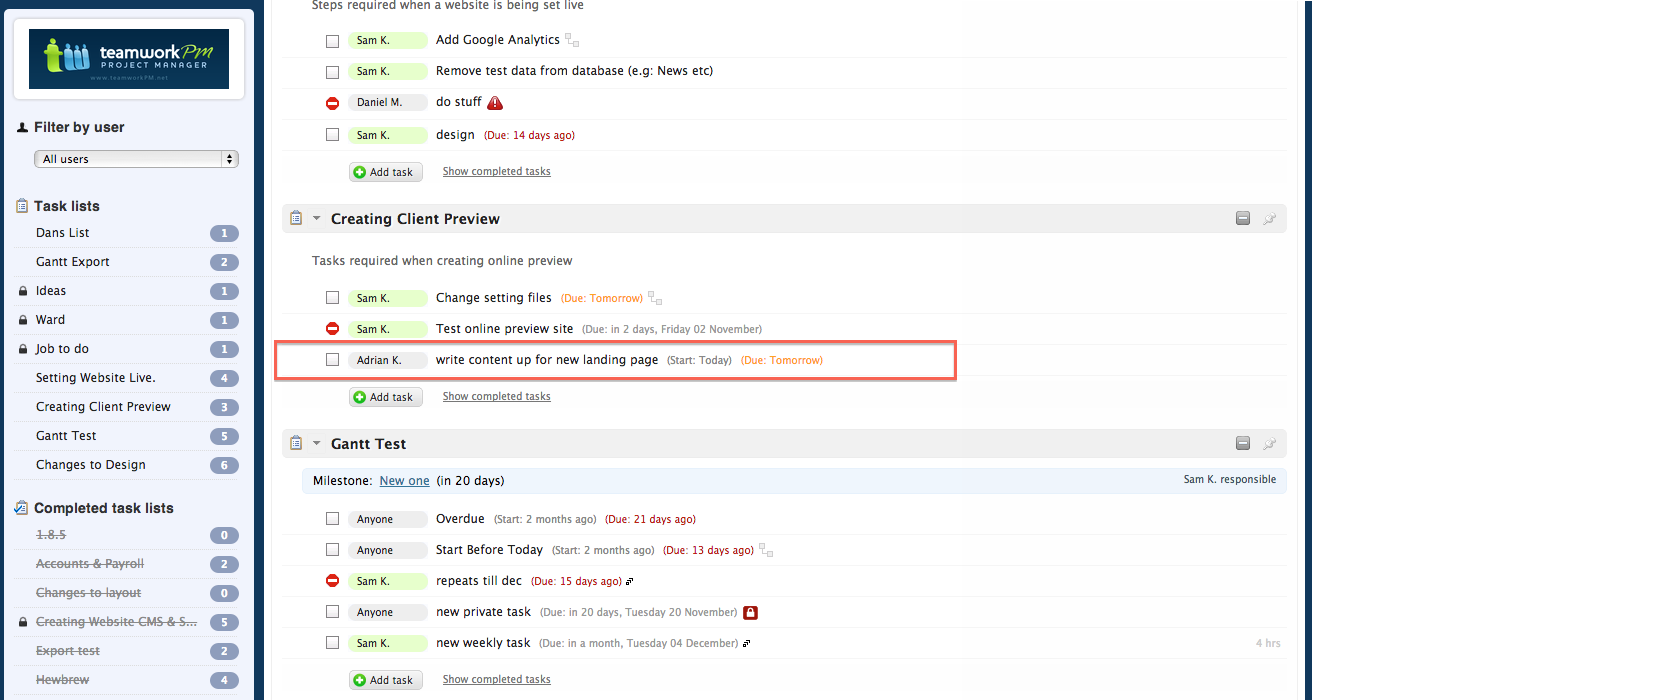 teamworkPm
PROJECT MANAGER
www.teamworkPM.net
Filter by user
All users
Task lists
Dans List 1
Gantt Export 2
Ideas 1
Ward 1
Job to do 1
Setting Website Live. 4
Creating Client Preview 3
Gantt Test 5
Changes to Design 6
Completed task lists
1.8.5 0
Accounts & Payroll 2
Changes to layout 0
Creating Website CMS & S... 5
Export test 2
Hewbrew 4
Steps required when a website is being set live
Sam K. Add Google Analytics
Sam K. Remove test data from database (e.g: News etc)
Daniel M. do stuff
Sam K. design (Due: 14 days ago)
Add task Show completed tasks
Creating Client Preview
Tasks required when creating online preview
Sam K. Change setting files (Due: Tomorrow)
Sam K. Test online preview site (Due: in 2 days, Friday 02 November)
Adrian K. write content up for new landing page (Start: Today) (Due: Tomorrow)
Add task Show completed tasks
Gantt Test
Milestone: New one (in 20 days) Sam K. responsible
Anyone Overdue (Start: 2 months ago) (Due: 21 days ago)
Anyone Start Before Today (Start: 2 months ago) (Due: 13 days ago)
Sam K. repeats till dec (Due: 15 days ago)
Anyone new private task (Due: in 20 days, Tuesday 20 November)
Sam K. new weekly task (Due: in a month, Tuesday 04 December) 4 hrs
Add task Show completed tasks